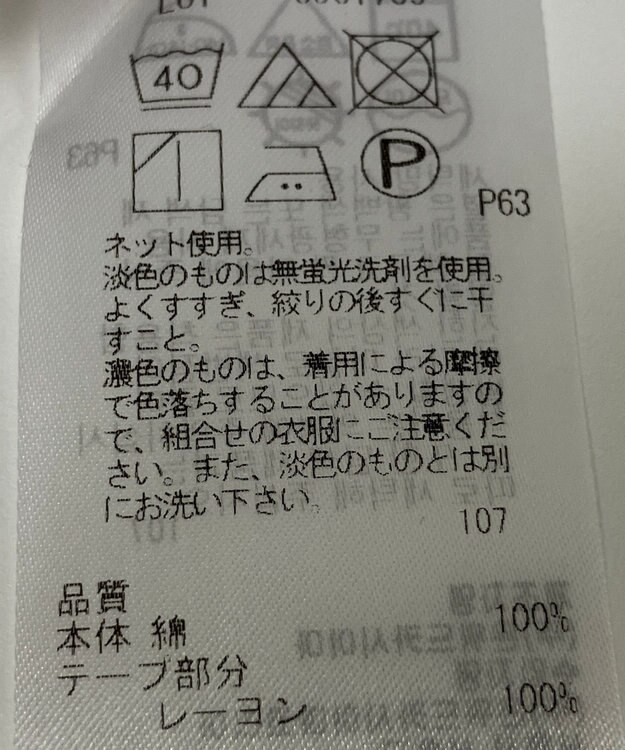 40
P
P63
ネット使用。
淡色のものは無蛍光洗剤を使用。
よくすすぎ、絞りの後すぐに干
すこと。
濃色のものは、着用による摩擦
で色落ちすることがありますの
で、組合せの衣服にご注意くだ
さい。また、淡色のものとは別
にお洗い下さい。
107
品質
本体 綿 100%
テープ部分
レーヨン 100%